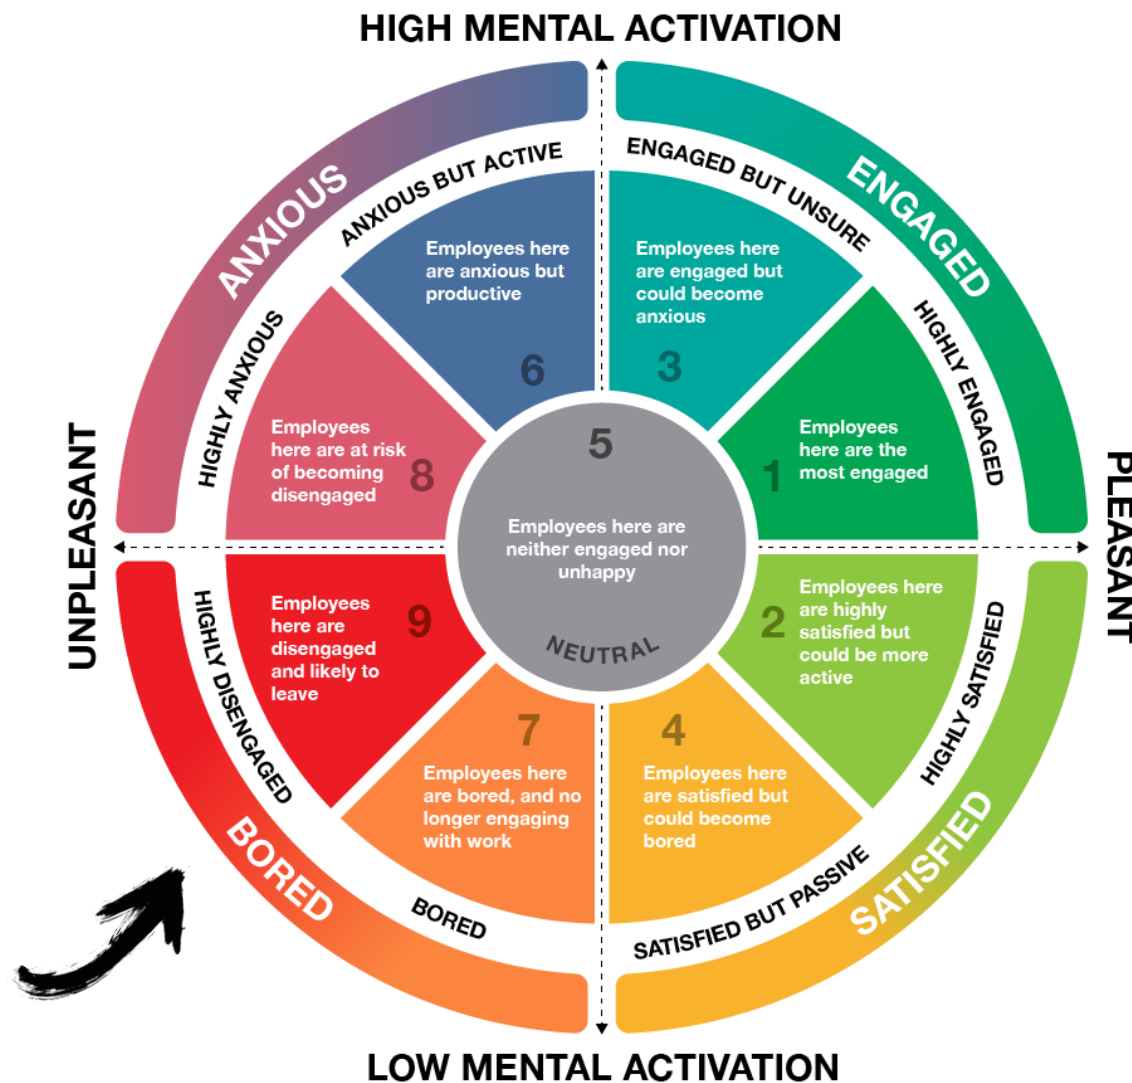 HIGH MENTAL ACTIVATION
ANXIOUS
ENGAGED
ANXIOUS BUT ACTIVE
ENGAGED BUT UNSURE
Employees here
are anxious but
productive
6
Employees here
are engaged but
could become
anxious
3
HIGHLY ANXIOUS
HIGHLY ENGAGED
Employees
here are at risk
of becoming
disengaged
8
5
Employees here are
neither engaged nor
unhappy
NEUTRAL
Employees
here are the
most engaged
1
UNPLEASANT
PLEASANT
Employees
here are
disengaged
and likely to
leave
9
Employees here
are highly
satisfied but
could be more
active
2
HIGHLY DISENGAGED
HIGHLY SATISFIED
7
Employees here
are bored, and no
longer engaging
with work
4
Employees here
are satisfied but
could become
bored
BORED
SATISFIED
BORED
SATISFIED BUT PASSIVE
LOW MENTAL ACTIVATION